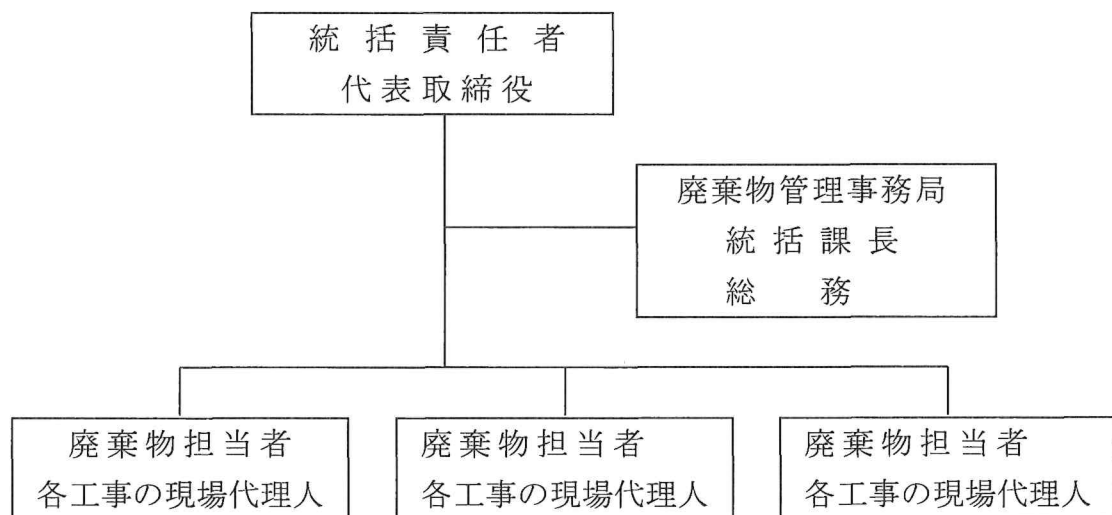 統括責任者
代表取締役
廃棄物管理事務局
統括課長
総務
廃棄物担当者
各工事の現場代理人
廃棄物担当者
各工事の現場代理人
廃棄物担当者
各工事の現場代理人